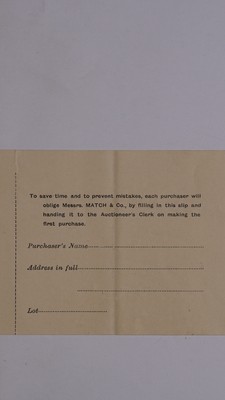 To save time and to prevent mistakes, each purchaser will
oblige Messrs. MATCH & Co., by filling in this slip and
handing it to the Auctioneer's Clerk on making the
first purchase.
Purchaser's Name
Address in full
Lot